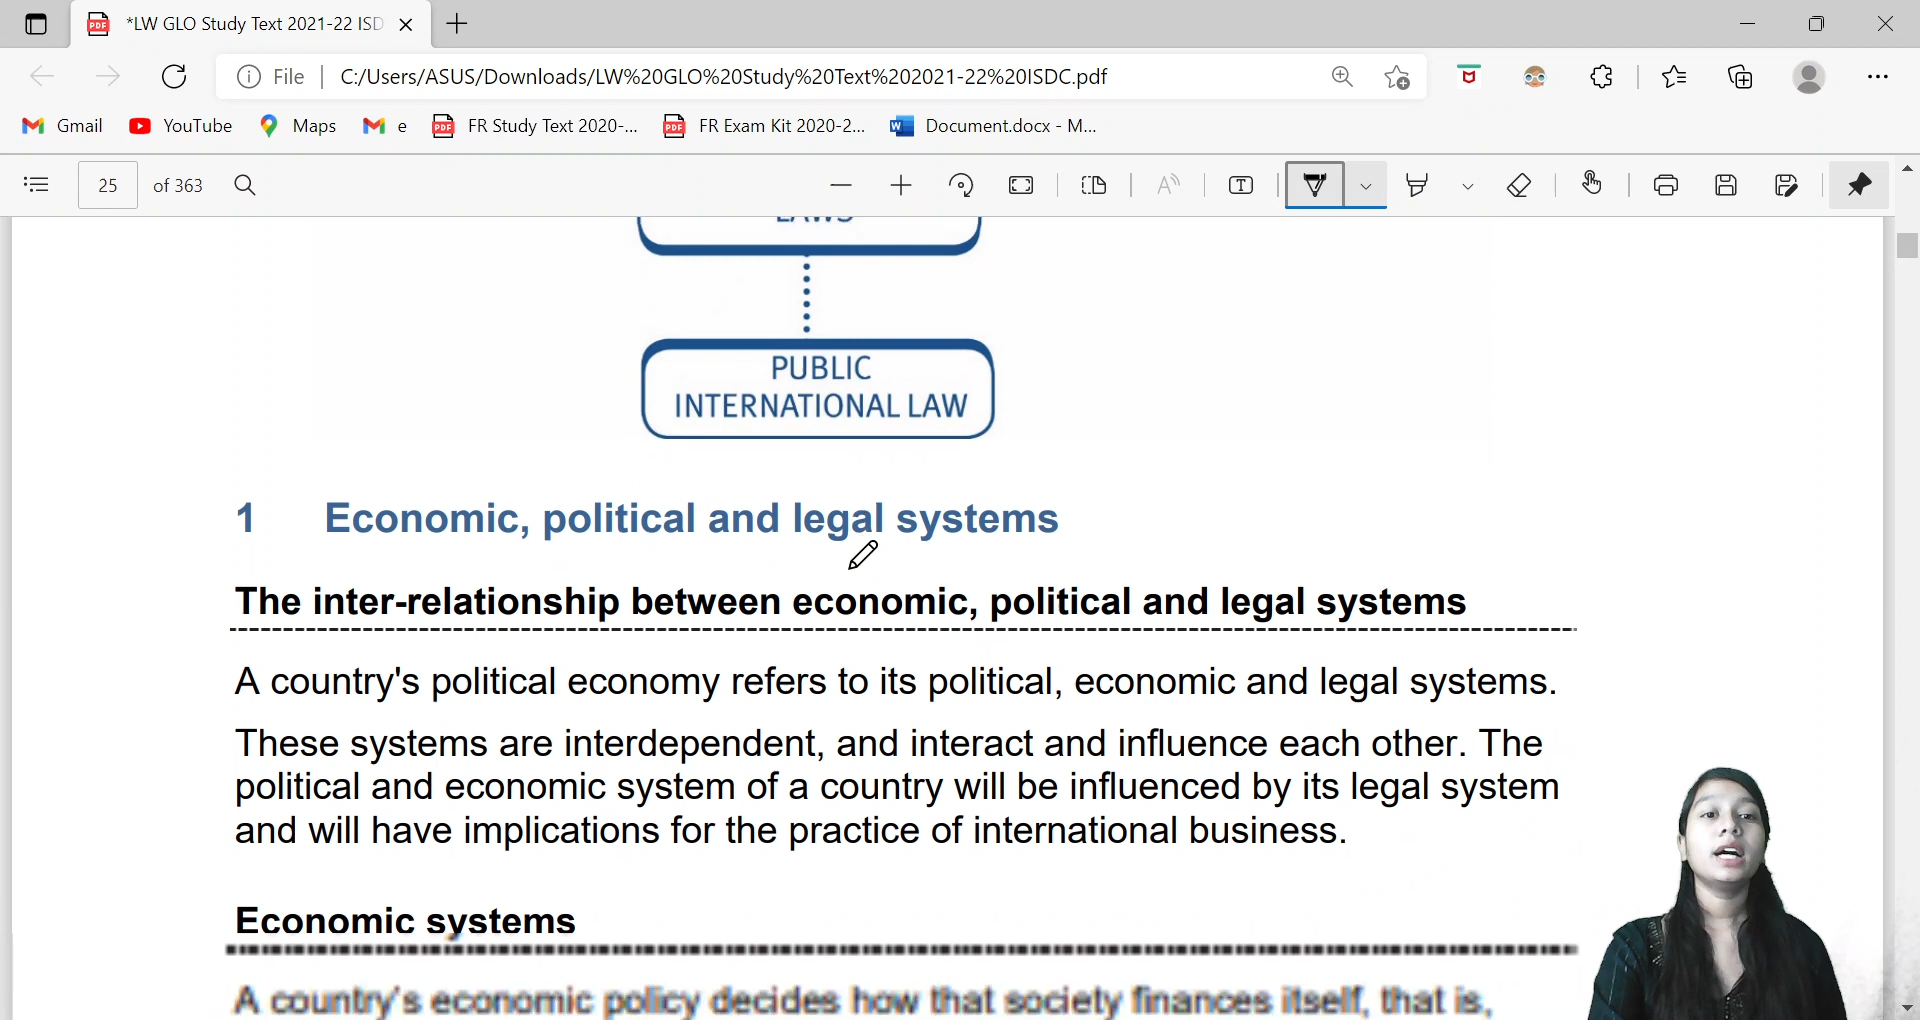 *LW GLO Study Text 2021-22 ISD
File C:/Users/ASUS/Downloads/LW%20GLO%20Study%20Text%202021-22%20ISDC.pdf
Gmail YouTube Maps e FR Study Text 2020-... FR Exam Kit 2020-2... Document.docx - M...
25 of 363
LAWS
PUBLIC
INTERNATIONAL LAW
1 Economic, political and legal systems
The inter-relationship between economic, political and legal systems
A country's political economy refers to its political, economic and legal systems.
These systems are interdependent, and interact and influence each other. The
political and economic system of a country will be influenced by its legal system
and will have implications for the practice of international business.
Economic systems
A country's economic policy decides how that society finances itself, that is,